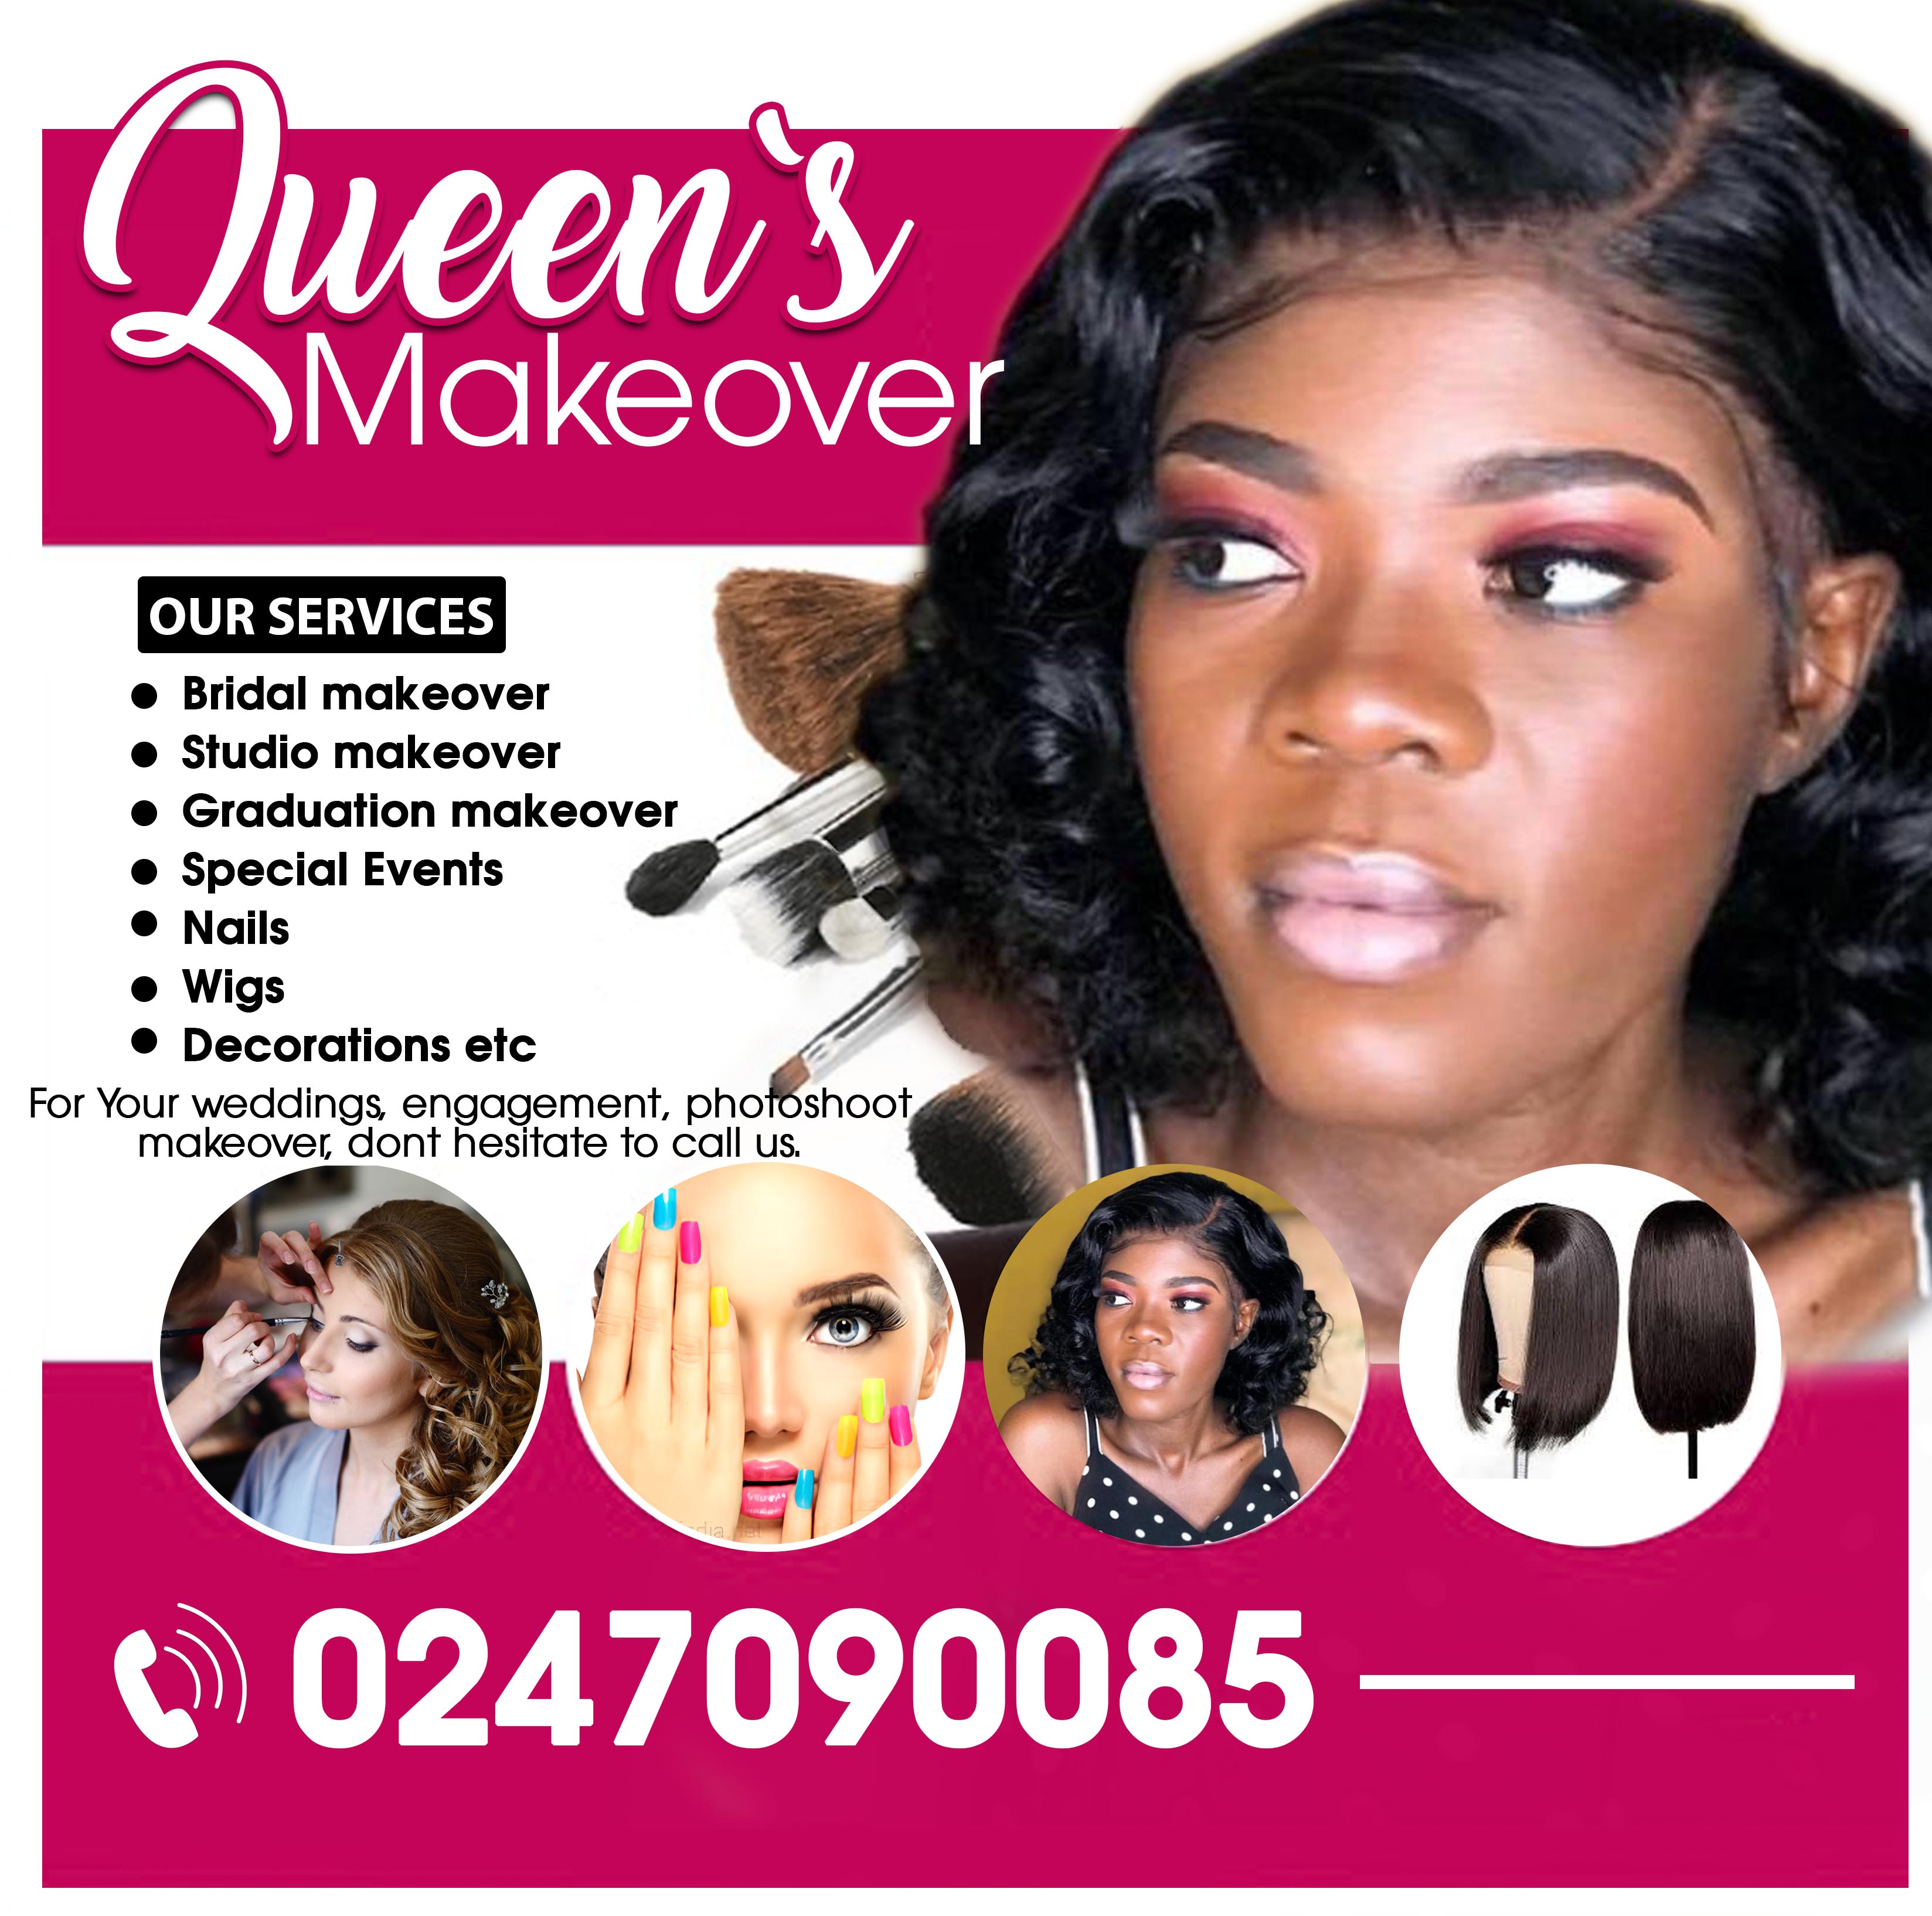 Queen`s
Makeover
OUR SERVICES
● Bridal makeover
● Studio makeover
● Graduation makeover
● Special Events
● Nails
● Wigs
● Decorations etc
For Your weddings, engagement, photoshoot
makeover, dont hesitate to call us.
0247090085